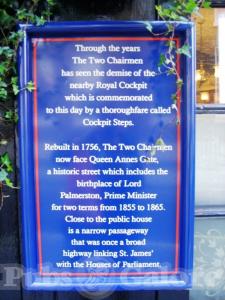 Through the years
The Two Chairmen
has seen the demise of the
nearby Royal Cockpit
which is commemorated
to this day by a thoroughfare called
Cockpit Steps.
Rebuilt in 1756, The Two Chairmen
now face Queen Annes Gate,
a historic street which includes the
birthplace of Lord
Palmerston, Prime Minister
for two terms from 1855 to 1865.
Close to the public house
is a narrow passageway
that was once a broad
highway linking St. James'
with the Houses of Parliament.